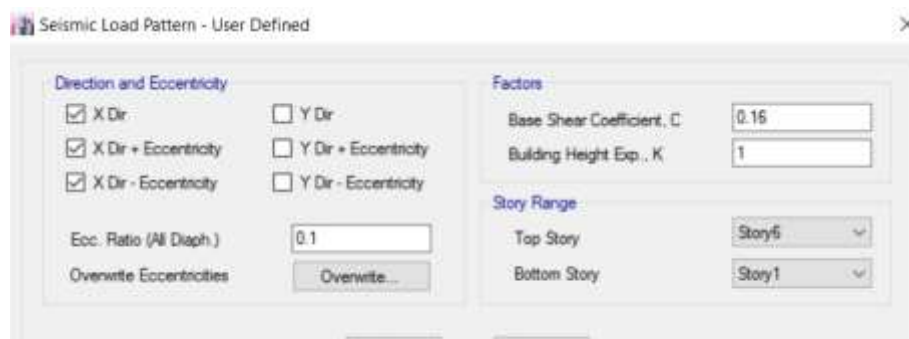 Seismic Load Pattern - User Defined
Direction and Eccentricity
X Dir
Y Dir
X Dir + Eccentricity
Y Dir + Eccentricity
X Dir - Eccentricity
Y Dir - Eccentricity
Ecc. Ratio (All Diaph.)
0.1
Overwrite Eccentricities
Overwrite...
Factors
Base Shear Coefficient, C
0.16
Building Height Exp., K
1
Story Range
Top Story
Story6
Bottom Story
Story1